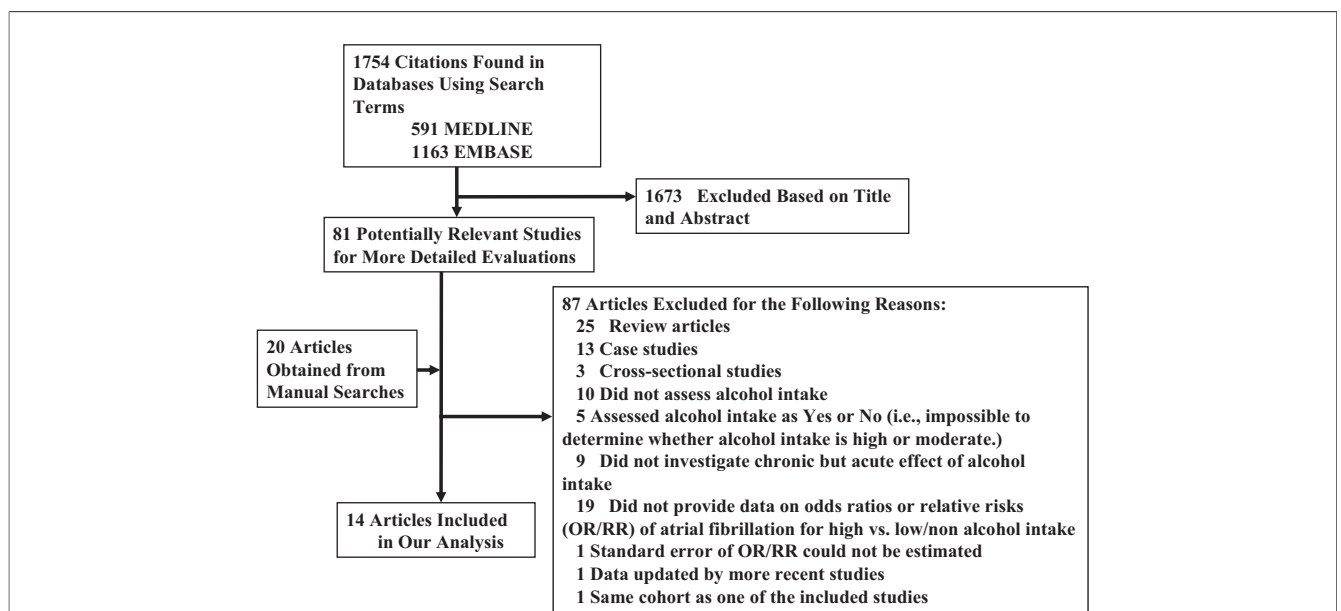 1754 Citations Found in
Databases Using Search
Terms
591 MEDLINE
1163 EMBASE
1673 Excluded Based on Title
and Abstract
81 Potentially Relevant Studies
for More Detailed Evaluations
20 Articles
Obtained from
Manual Searches
87 Articles Excluded for the Following Reasons:
25 Review articles
13 Case studies
3 Cross-sectional studies
10 Did not assess alcohol intake
5 Assessed alcohol intake as Yes or No (i.e., impossible to
determine whether alcohol intake is high or moderate.)
9 Did not investigate chronic but acute effect of alcohol
intake
19 Did not provide data on odds ratios or relative risks
(OR/RR) of atrial fibrillation for high vs. low/non alcohol intake
1 Standard error of OR/RR could not be estimated
1 Data updated by more recent studies
1 Same cohort as one of the included studies
14 Articles Included
in Our Analysis